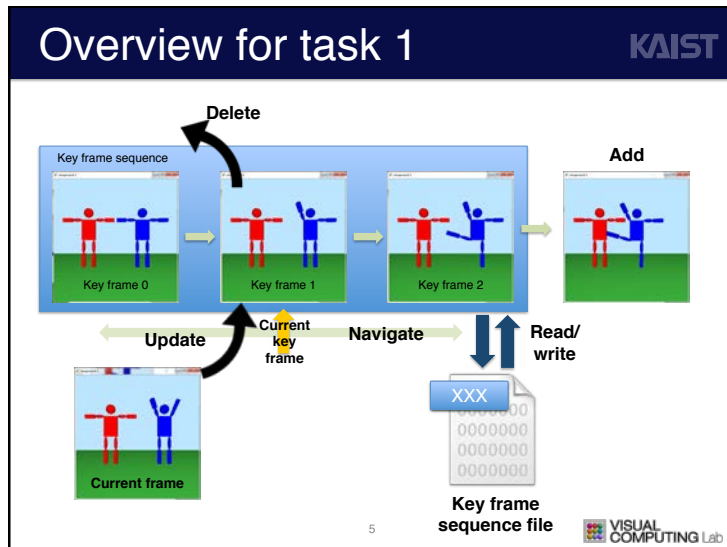 Overview for task 1
KAIST
Delete
Key frame sequence
Add
Key frame 0
Key frame 1
Key frame 2
Update
Current
key
frame
Navigate
Read/
write
XXX
0000000
0000000
0000000
0000000
Current frame
Key frame
sequence file
5
VISUAL
COMPUTING Lab